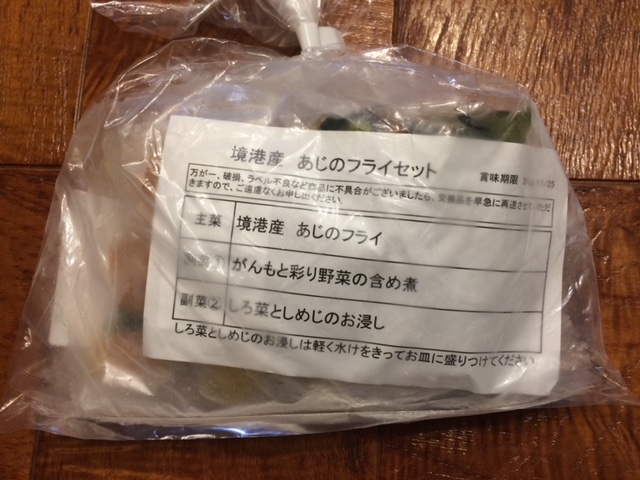 境港産 あじのフライセット 賞味期限
万が一、破損、ラベル不良など商品に不具合がございましたら、交換品を早急に再送させていただ
きますので、ご遠慮なくお申し出ください
主菜 境港産 あじのフライ
副菜① がんもと彩り野菜の含め煮
副菜② しろ菜としめじのお浸し
しろ菜としめじのお浸しは軽く水けをきってお皿に盛りつけてください